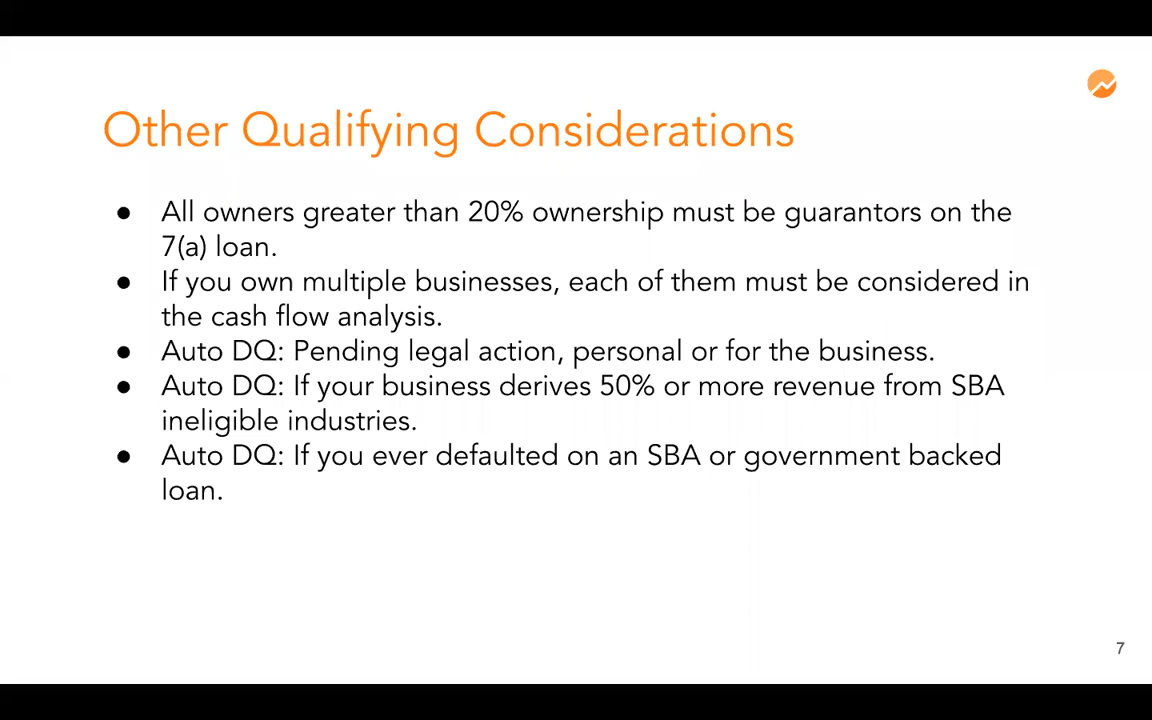 Other Qualifying Considerations
● All owners greater than 20% ownership must be guarantors on the
7(a) loan.
● If you own multiple businesses, each of them must be considered in
the cash flow analysis.
● Auto DQ: Pending legal action, personal or for the business.
● Auto DQ: If your business derives 50% or more revenue from SBA
ineligible industries.
● Auto DQ: If you ever defaulted on an SBA or government backed
loan.
7